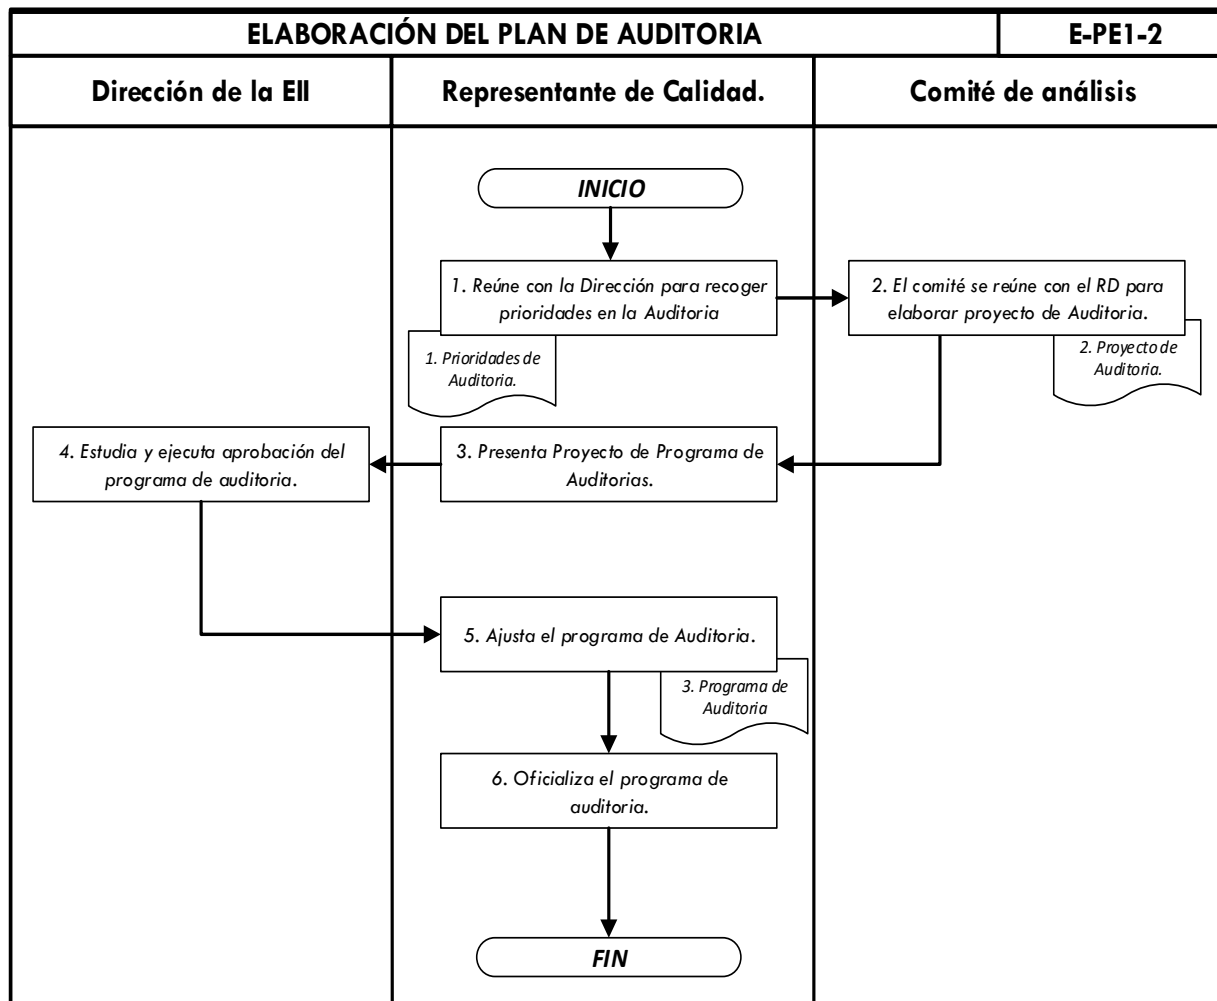 ELABORACIÓN DEL PLAN DE AUDITORIA
E-PE1-2
Dirección de la EII
Representante de Calidad.
Comité de análisis
INICIO
1. Reúne con la Dirección para recoger
prioridades en la Auditoria
2. El comité se reúne con el RD para
elaborar proyecto de Auditoria.
1. Prioridades de
Auditoria.
2. Proyecto de
Auditoria.
4. Estudia y ejecuta aprobación del
programa de auditoria.
3. Presenta Proyecto de Programa de
Auditorias.
5. Ajusta el programa de Auditoria.
3. Programa de
Auditoria
6. Oficializa el programa de
auditoria.
FIN